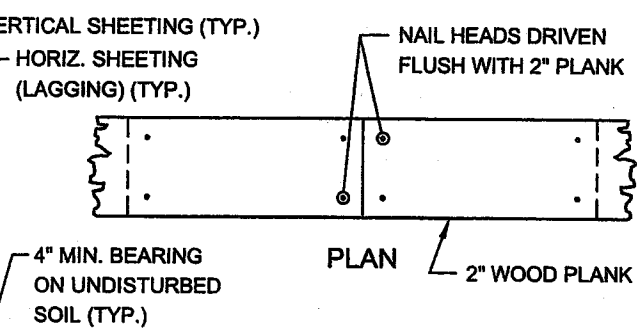 ERTICAL SHEETING (TYP.)
HORIZ. SHEETING
(LAGGING) (TYP.)
NAIL HEADS DRIVEN
FLUSH WITH 2" PLANK
4" MIN. BEARING
ON UNDISTURBED
SOIL (TYP.)
PLAN
2" WOOD PLANK